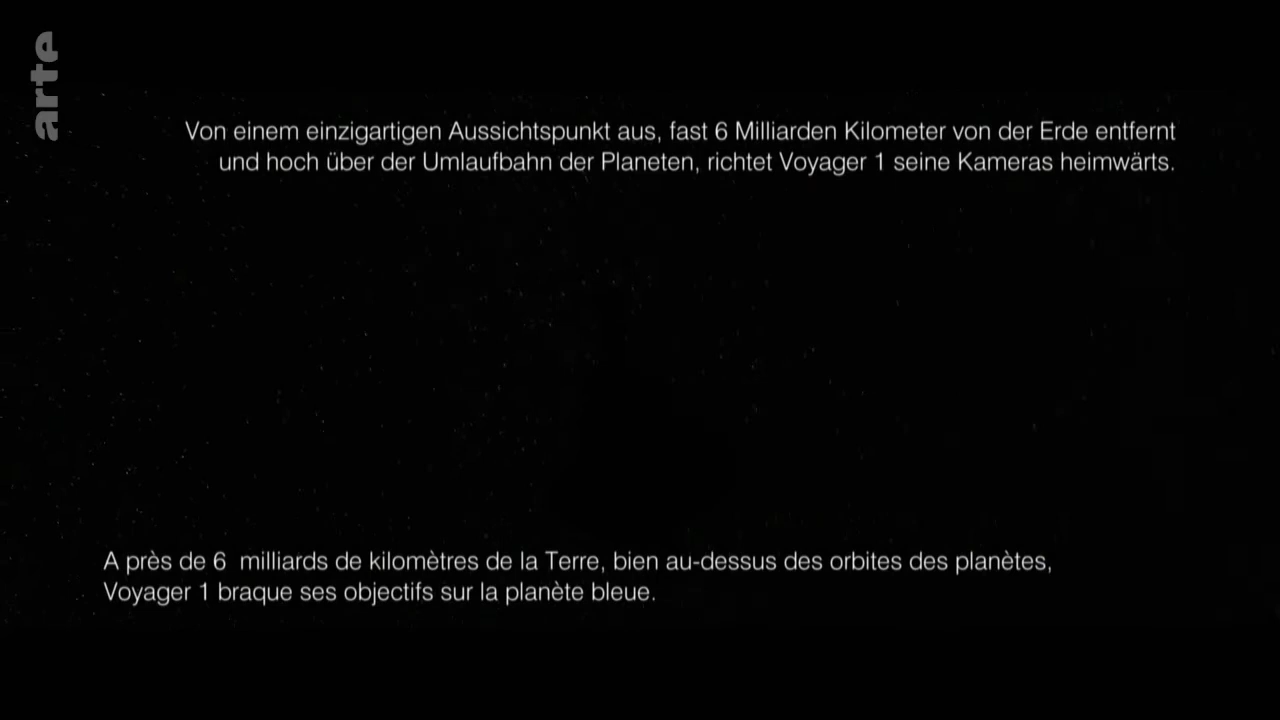 arte
Von einem einzigartigen Aussichtspunkt aus, fast 6 Milliarden Kilometer von der Erde entfernt
und hoch über der Umlaufbahn der Planeten, richtet Voyager 1 seine Kameras heimwärts.
A près de 6  milliards de kilomètres de la Terre, bien au-dessus des orbites des planètes,
Voyager 1 braque ses objectifs sur la planète bleue.